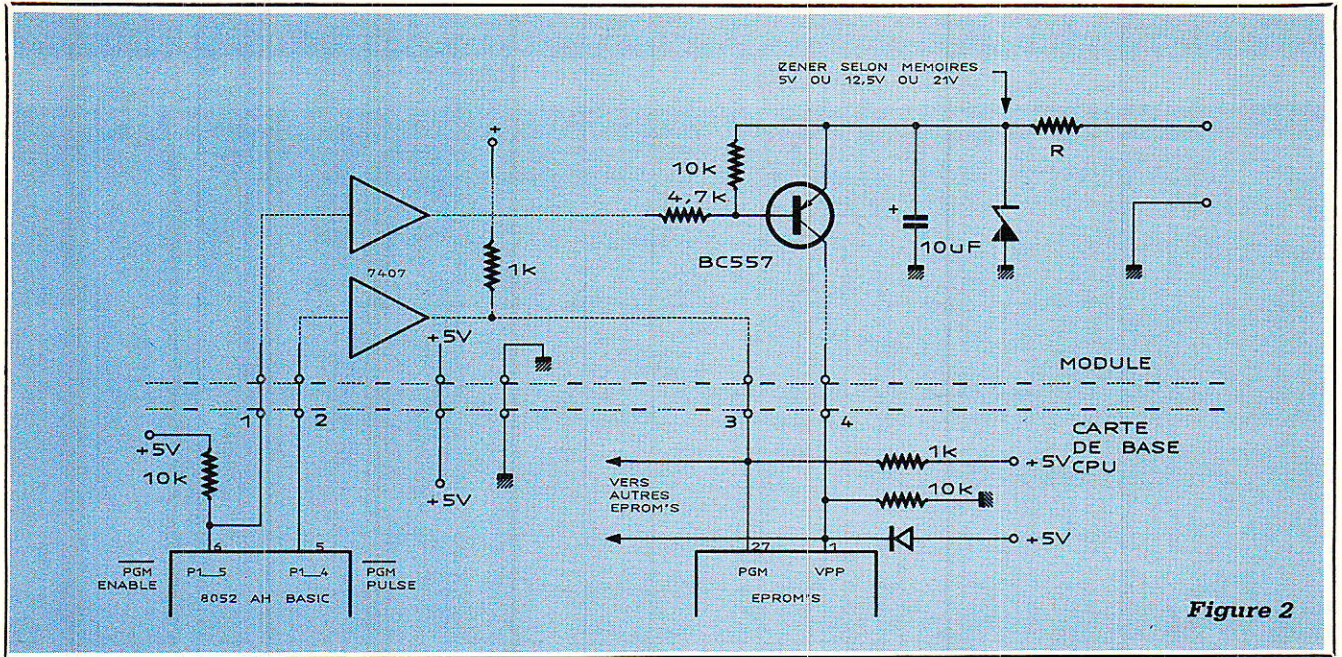 ZENER SELON MEMOIRES
5V OU 12,5V OU 21V
+
10k
R
4,7k
+
10uF
BC557
7407
1k
+5V
MODULE
1
2
3
4
CARTE
DE BASE
CPU
+5V
10k
+5V
1k
+5V
VERS
AUTRES
EPROM'S
10k
+5V
6
5
27
1
PGM
ENABLE
P1__5
P1__4
PGM
PULSE
8052 AH BASIC
PGM
VPP
EPROM'S
Figure 2